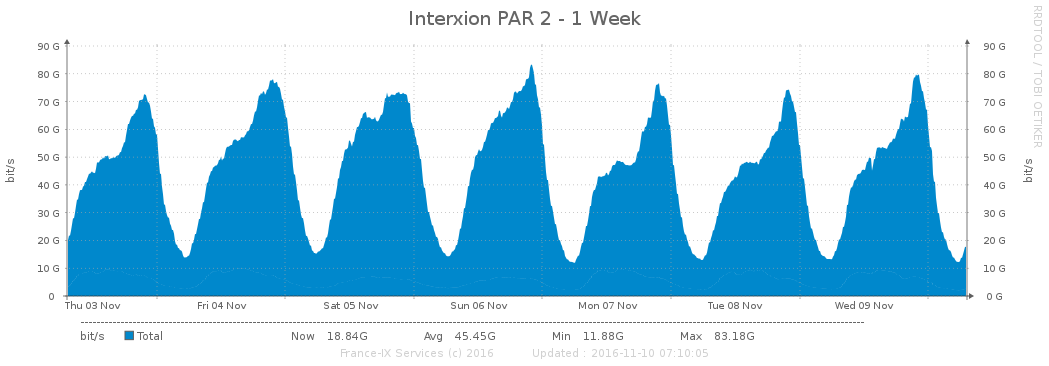 Interxion PAR 2 - 1 Week
RRDTOOL / TOBI OETIKER
bit/s
90 G 90 G
80 G 80 G
70 G 70 G
60 G 60 G
50 G 50 G
40 G 40 G
30 G 30 G
20 G 20 G
10 G 10 G
0 0 G
bit/s
Thu 03 Nov Fri 04 Nov Sat 05 Nov Sun 06 Nov Mon 07 Nov Tue 08 Nov Wed 09 Nov
bit/s Total Now 18.84G Avg 45.45G Min 11.88G Max 83.18G
France-IX Services (c) 2016 Updated : 2016-11-10 07:10:05